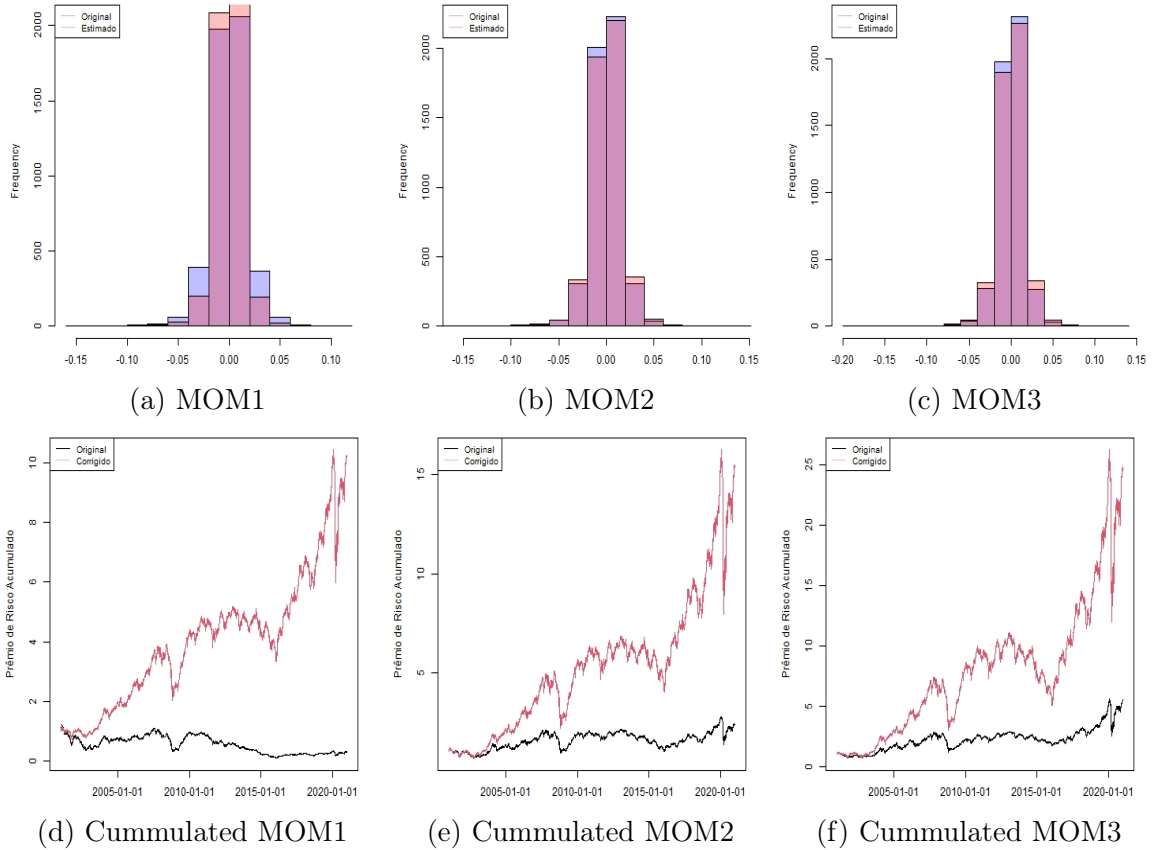 Original
Estimado
Frequency
0
500
1000
1500
2000
-0.15
-0.10
-0.05
0.00
0.05
0.10
(a) MOM1
Original
Estimado
Frequency
0
500
1000
1500
2000
-0.15
-0.10
-0.05
0.00
0.05
0.10
0.15
(b) MOM2
Original
Estimado
Frequency
0
500
1000
1500
2000
-0.20
-0.15
-0.10
-0.05
0.00
0.05
0.10
0.15
(c) MOM3
Original
Corrigido
Prêmio de Risco Acumulado
0
2
4
6
8
10
2005-01-01
2010-01-01
2015-01-01
2020-01-01
(d) Cummulated MOM1
Original
Corrigido
Prêmio de Risco Acumulado
5
10
15
2005-01-01
2010-01-01
2015-01-01
2020-01-01
(e) Cummulated MOM2
Original
Corrigido
Prêmio de Risco Acumulado
0
5
10
15
20
25
2005-01-01
2010-01-01
2015-01-01
2020-01-01
(f) Cummulated MOM3